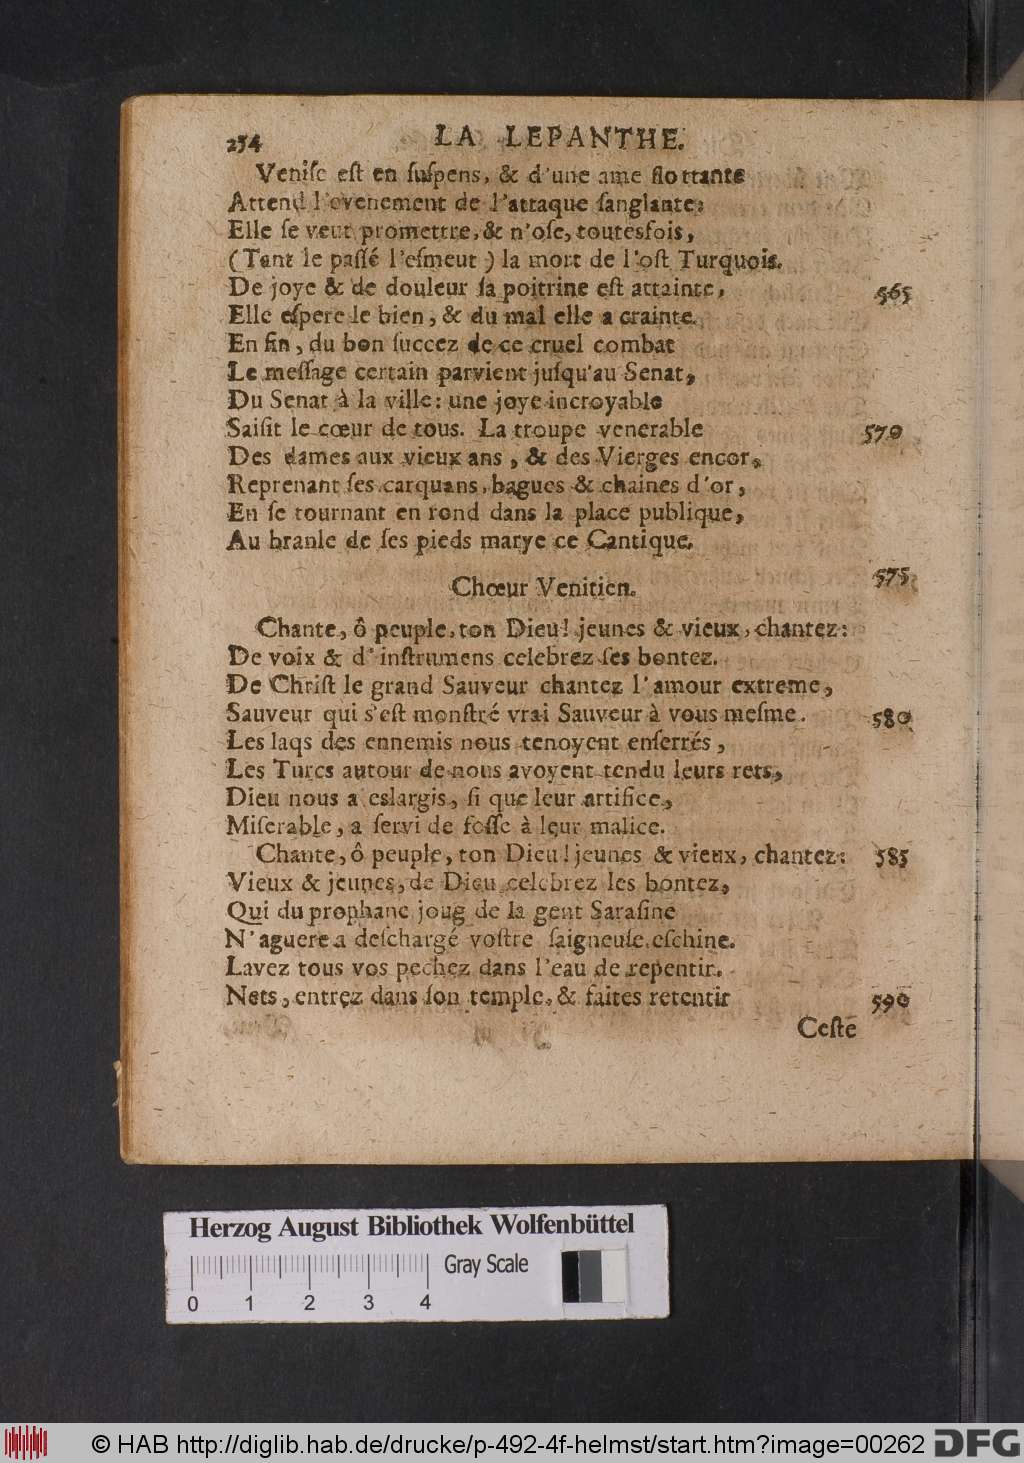 254 LA LEPANTHE.
Veniſe eſt en ſuſpens, & d'une ame flottante
Attend l'evenement de l'attaque ſanglante:
Elle ſe veut promettre, & n'oſe, toutesfois,
(Tant le paſſé l'eſmeut) la mort de l'oſt Turquois.
De joye & de douleur ſa poitrine eſt attainte, 565
Elle eſpere le bien, & du mal elle a crainte.
En fin, du bon ſuccez de ce cruel combat
Le meſſage certain parvient juſqu'au Senat,
Du Senat à la ville: une joye incroyable
Saiſit le cœur de tous. La troupe venerable 570
Des dames aux vieux ans, & des Vierges encor,
Reprenant ſes carquans, bagues & chaines d'or,
En ſe tournant en rond dans la place publique,
Au branle de ſes pieds marye ce Cantique.
575
Chœur Venitien.
Chante, ô peuple, ton Dieu! jeunes & vieux, chantez:
De voix & d'inſtrumens celebrez ſes bontez.
De Chriſt le grand Sauveur chantez l'amour extreme,
Sauveur qui s'eſt monſtré vrai Sauveur à vous meſme. 580
Les laqs des ennemis nous tenoyent enſerrés,
Les Turcs autour de nous avoyent tendu leurs rets,
Dieu nous a eslargis, ſi que leur artifice,
Miſerable, a ſervi de foſſe à leur malice.
Chante, ô peuple, ton Dieu! jeunes & vieux, chantez: 585
Vieux & jeunes, de Dieu celebrez les bontez,
Qui du prophane joug de la gent Saraſine
N'aguere a deſchargé voſtre ſaigneuſe eſchine.
Lavez tous vos pechez dans l'eau de repentir.
Nets, entrez dans ſon temple, & faites retentir 590
Ceſte
Herzog August Bibliothek Wolfenbüttel
Gray Scale
0 1 2 3 4
© HAB http://diglib.hab.de/drucke/p-492-4f-helmst/start.htm?image=00262 DFG